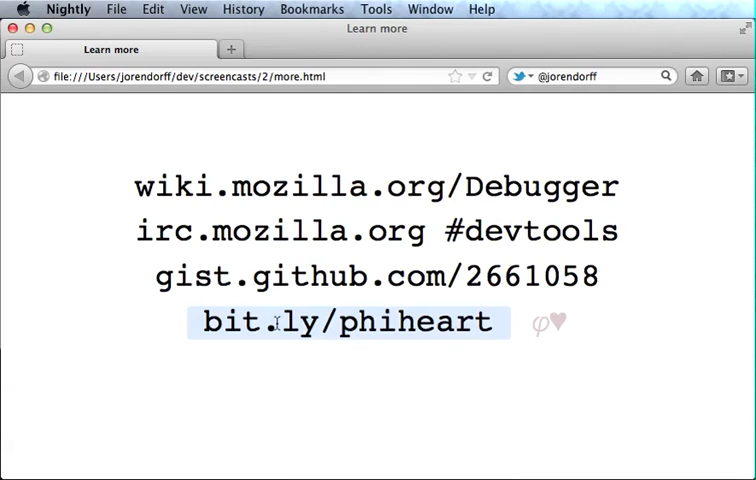 Nightly File Edit View History Bookmarks Tools Window Help
Learn more
Learn more
file:///Users/jorendorff/dev/screencasts/2/more.html
@jorendorff
wiki.mozilla.org/Debugger
irc.mozilla.org #devtools
gist.github.com/2661058
bit.ly/phiheart φ♥